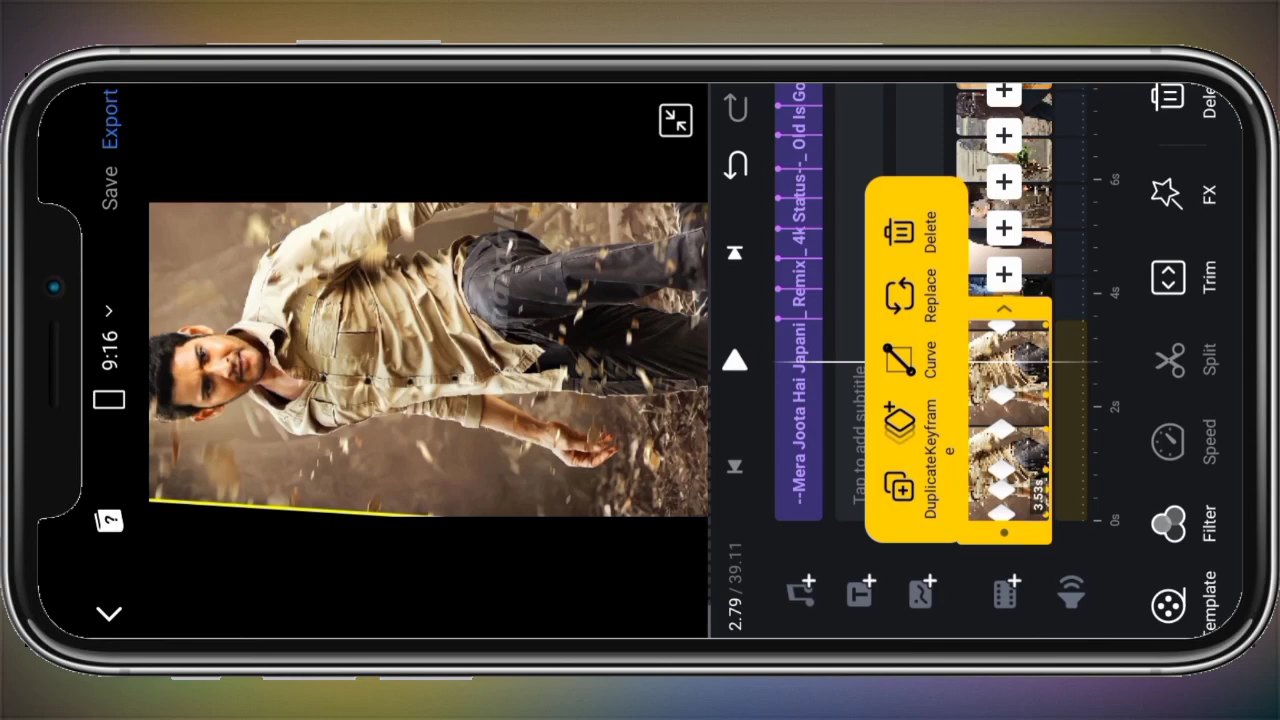 9:16
Save
Export
2.79 / 39.11
--Mera Joota Hai Japani_ Remix_ 4k Status--_ Old Is Go
Tap to add subtitle
Duplicate
Keyfram
e
Curve
Replace
Delete
3.53s
0s
2s
4s
6s
emplate
Filter
Speed
Split
Trim
FX
Dele